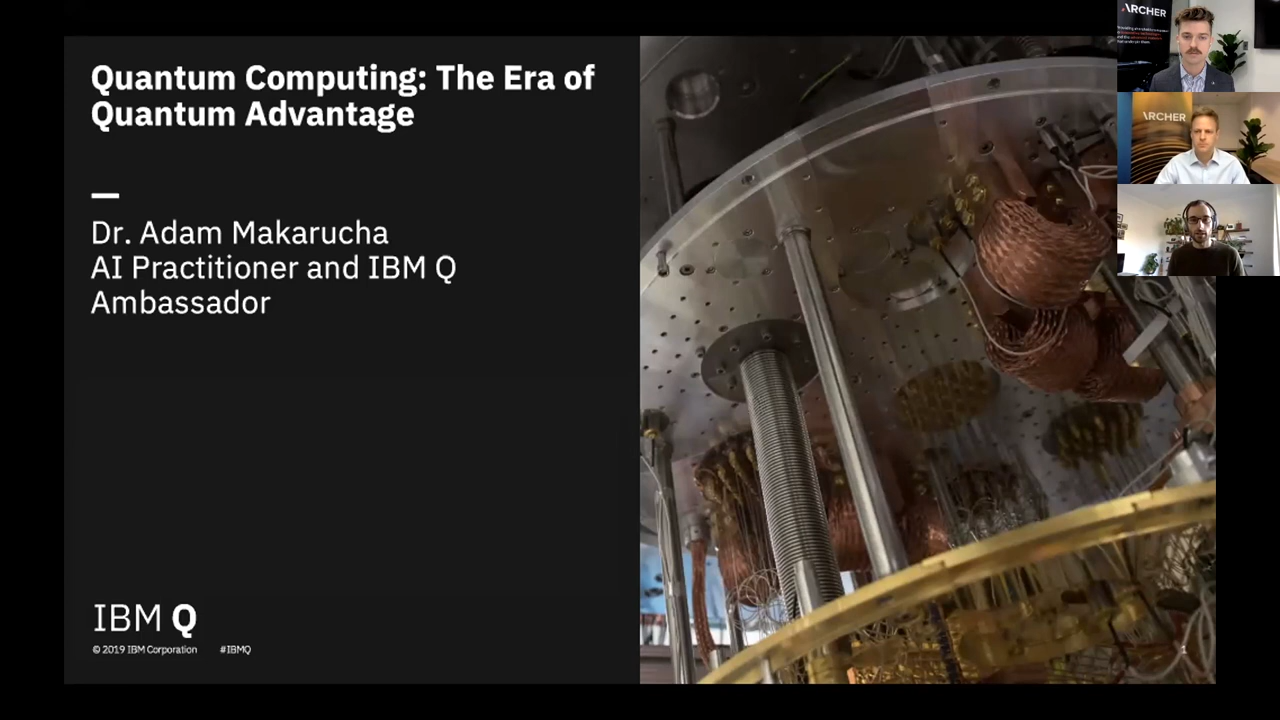 Quantum Computing: The Era of
Quantum Advantage
Dr. Adam Makarucha
AI Practitioner and IBM Q
Ambassador
IBM Q
© 2019 IBM Corporation #IBMQ
ARCHER
ARCHER